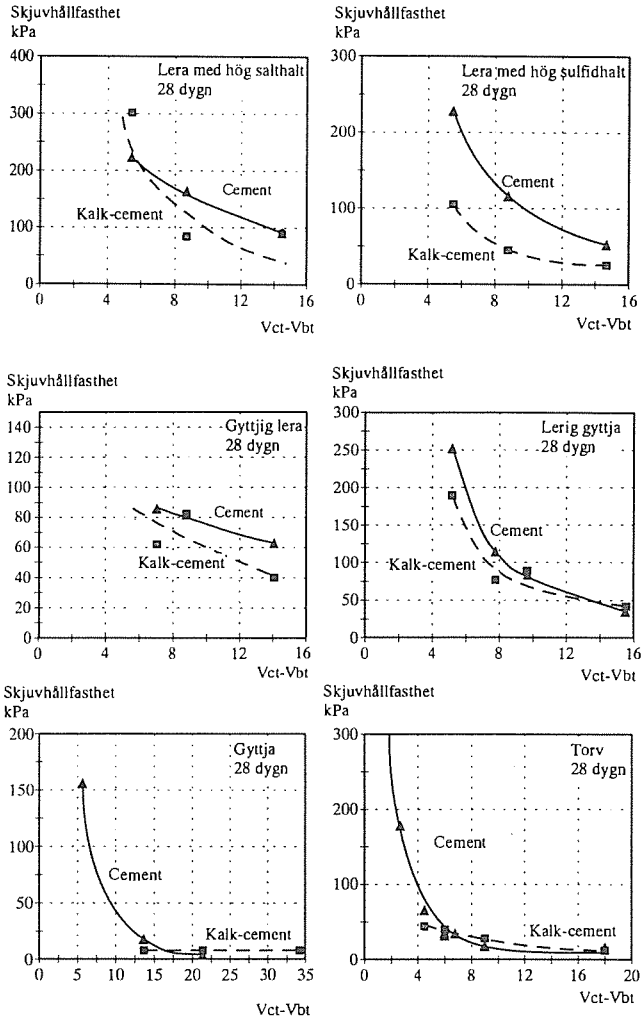 Skjuvhållfasthet
kPa
400
300
200
100
0
Lera med hög salthalt
28 dygn
Cement
Kalk-cement
0 4 8 12 16
Vct-Vbt
Skjuvhållfasthet
kPa
300
200
100
0
Lera med hög sulfidhalt
28 dygn
Cement
Kalk-cement
0 4 8 12 16
Vct-Vbt
Skjuvhållfasthet
kPa
140
120
100
80
60
40
20
0
Gyttjig lera
28 dygn
Cement
Kalk-cement
0 4 8 12 16
Vct-Vbt
Skjuvhållfasthet
kPa
300
250
200
150
100
50
0
Lerig gyttja
28 dygn
Cement
Kalk-cement
0 4 8 12 16
Vct-Vbt
Skjuvhållfasthet
kPa
200
150
100
50
0
Gyttja
28 dygn
Cement
Kalk-cement
0 5 10 15 20 25 30 35
Vct-Vbt
Skjuvhållfasthet
kPa
300
200
100
0
Torv
28 dygn
Cement
Kalk-cement
0 4 8 12 16 20
Vct-Vbt